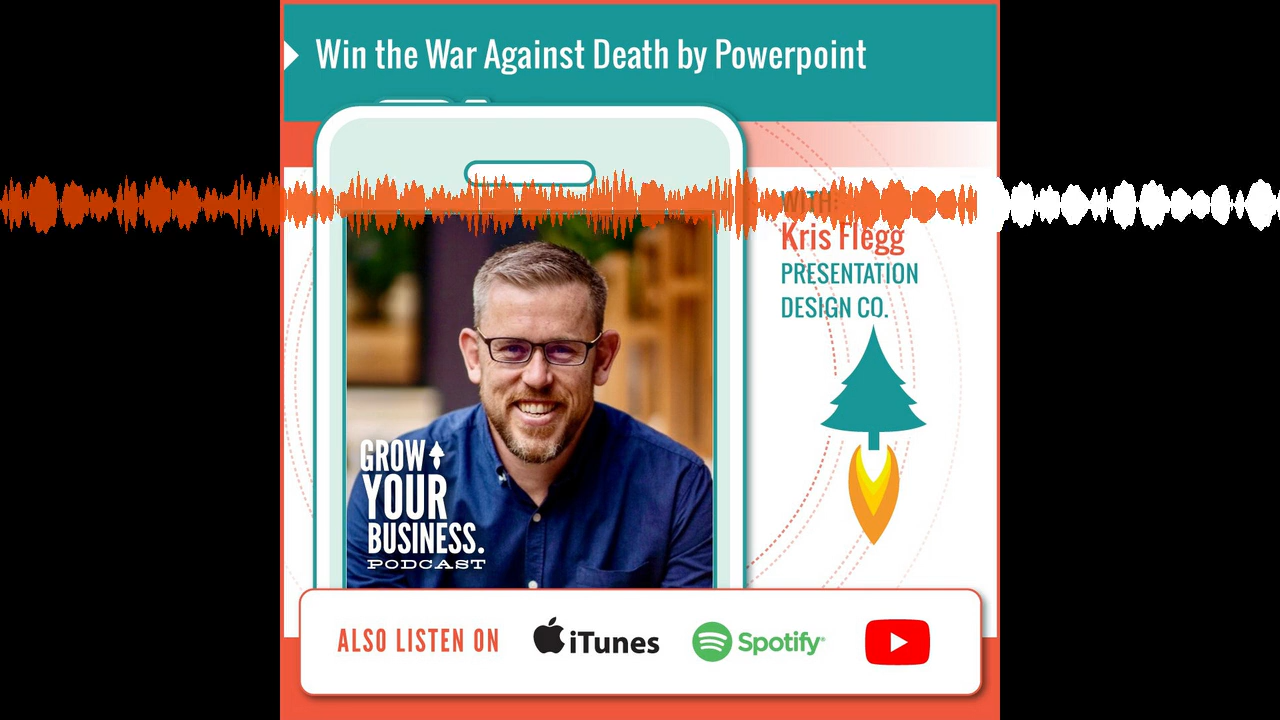 Win the War Against Death by Powerpoint
WITH:
Kris Flegg
PRESENTATION
DESIGN CO.
GROW
YOUR
BUSINESS.
PODCAST
ALSO LISTEN ON
iTunes
Spotify